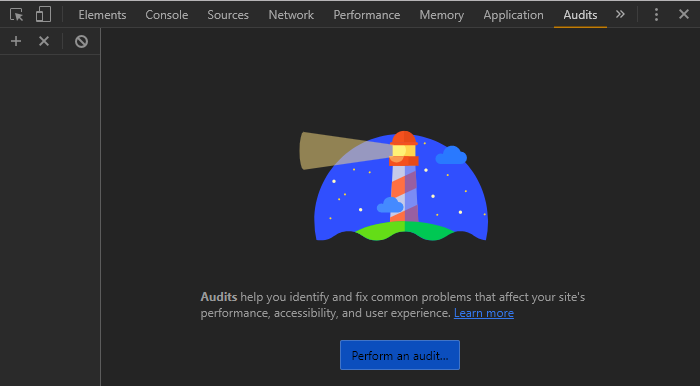 Elements Console Sources Network Performance Memory Application Audits
Audits help you identify and fix common problems that affect your site's
performance, accessibility, and user experience. Learn more
Perform an audit...